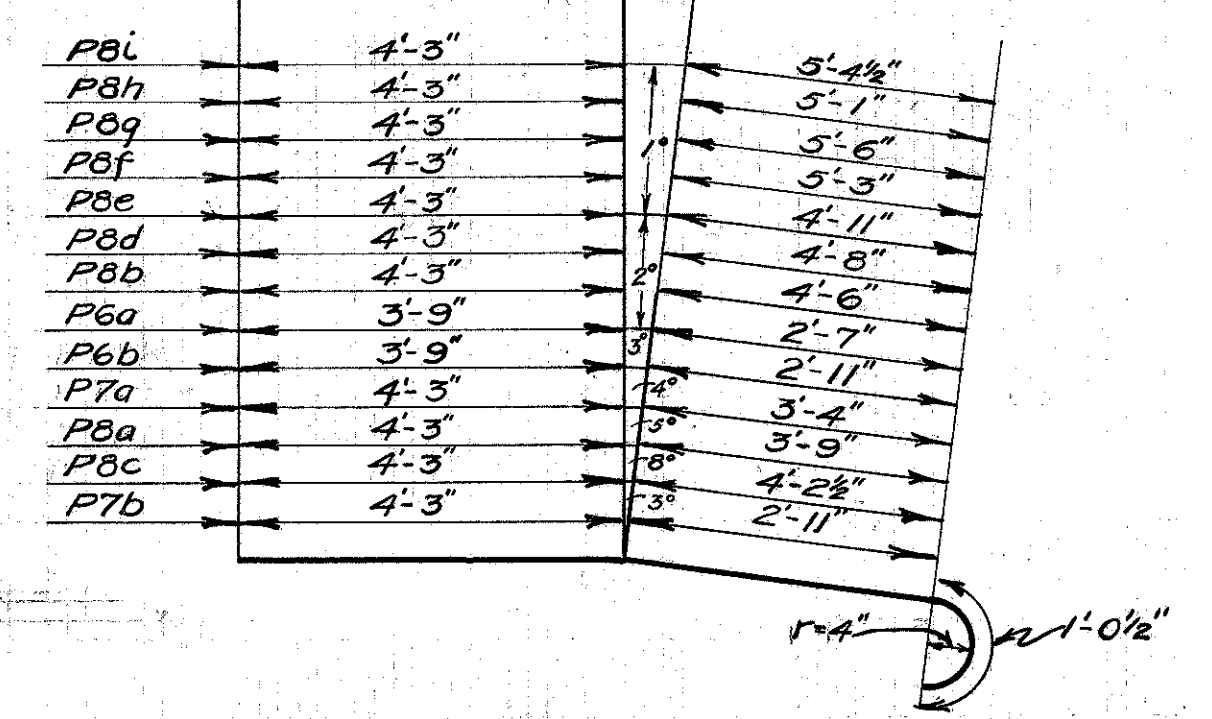 P8i 4'-3" 5'-4½"
P8h 4'-3" 5'-1"
P8g 4'-3" 5'-6"
P8f 4'-3" 1° 5'-3"
P8e 4'-3" 4'-11"
P8d 4'-3" 4'-8"
P8b 4'-3" 2° 4'-6"
P6a 3'-9" 2'-7"
P6b 3'-9" 3° 2'-11"
P7a 4'-3" 4° 3'-4"
P8a 4'-3" 5° 3'-9"
P8c 4'-3" 8° 4'-2½"
P7b 4'-3" 3° 2'-11"
r=4" 1'-0½"